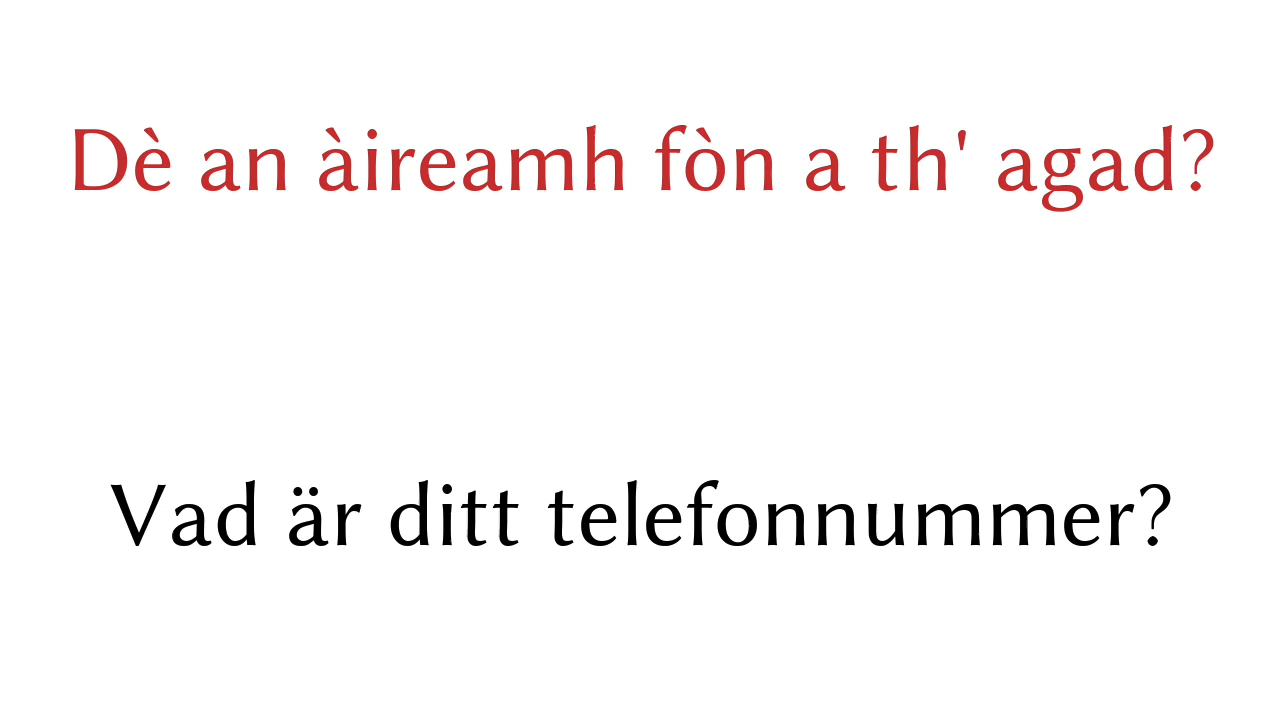 Dè an àireamh fòn a th' agad?
Vad är ditt telefonnummer?